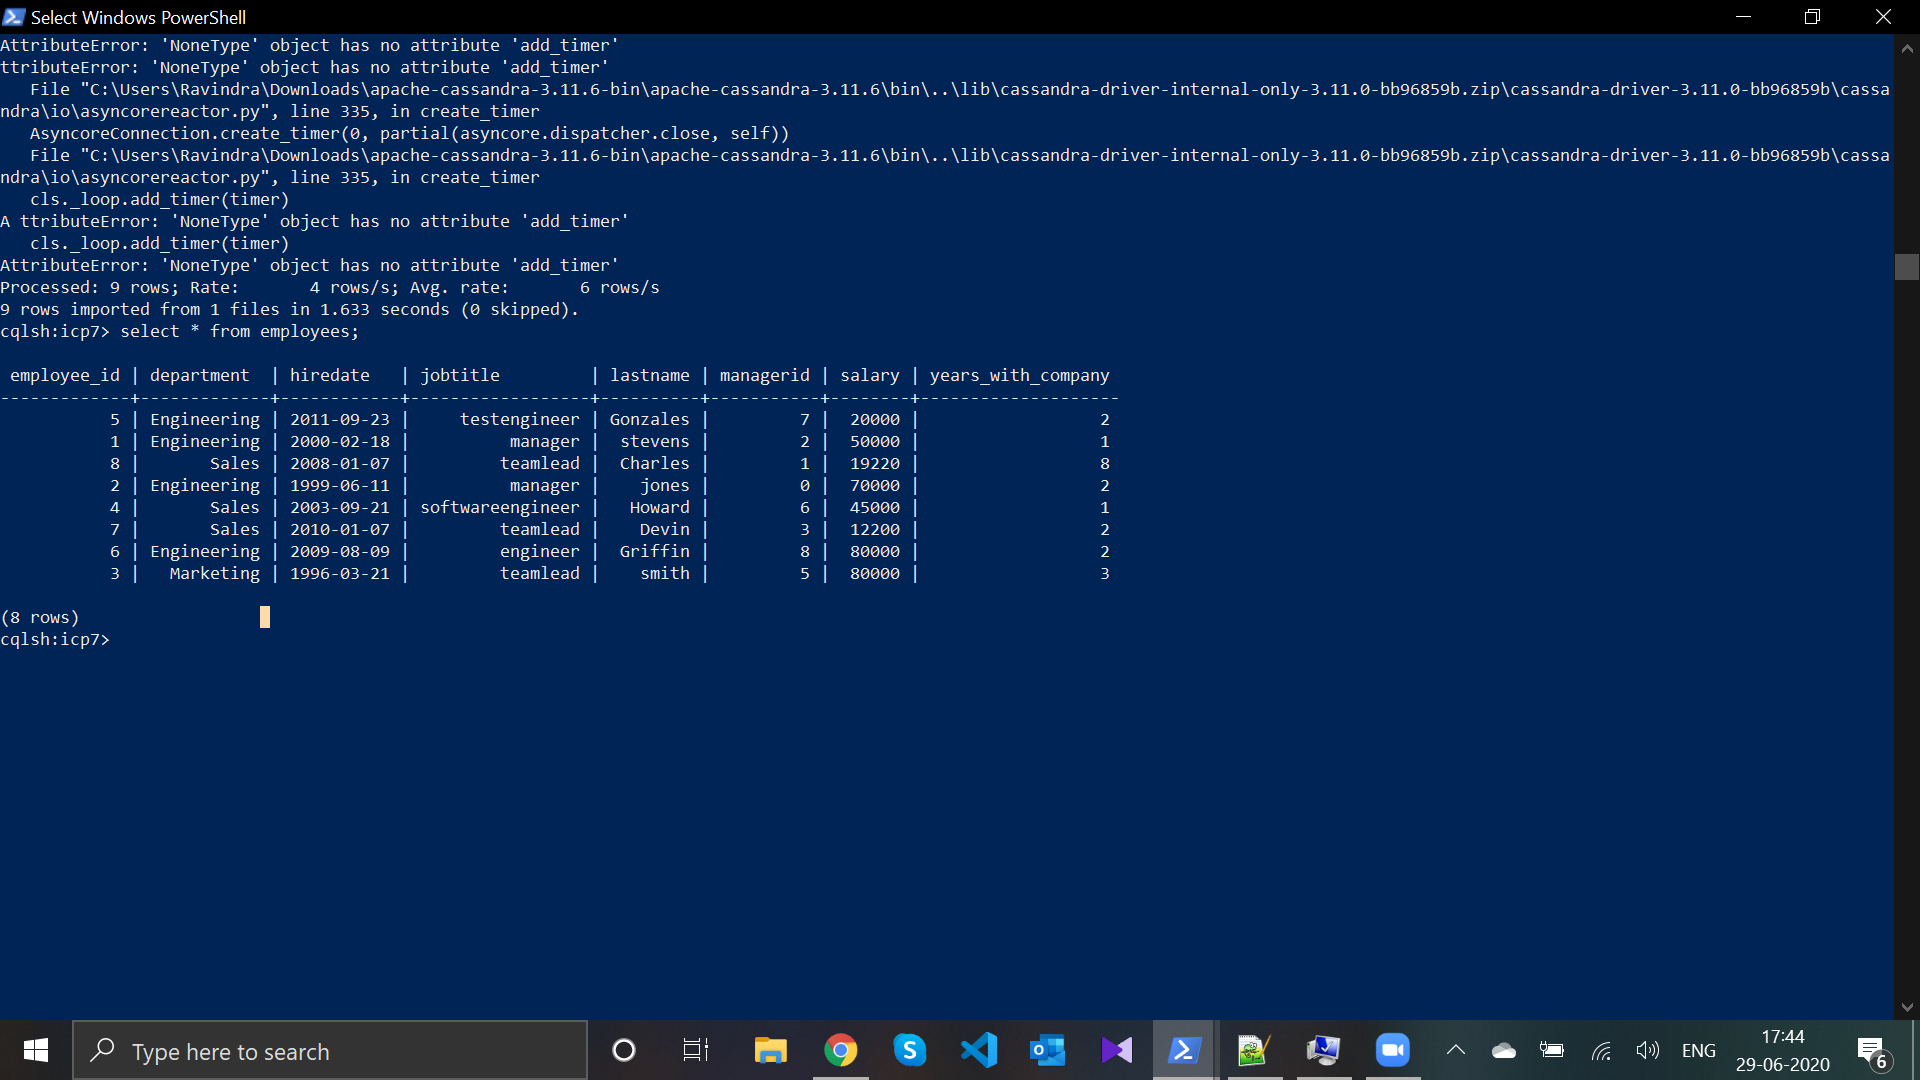 Select Windows PowerShell
AttributeError: 'NoneType' object has no attribute 'add_timer'
ttributeError: 'NoneType' object has no attribute 'add_timer'
   File "C:\Users\Ravindra\Downloads\apache-cassandra-3.11.6-bin\apache-cassandra-3.11.6\bin\..\lib\cassandra-driver-internal-only-3.11.0-bb96859b.zip\cassandra-driver-3.11.0-bb96859b\cassa
ndra\io\asyncorereactor.py", line 335, in create_timer
   AsyncoreConnection.create_timer(0, partial(asyncore.dispatcher.close, self))
   File "C:\Users\Ravindra\Downloads\apache-cassandra-3.11.6-bin\apache-cassandra-3.11.6\bin\..\lib\cassandra-driver-internal-only-3.11.0-bb96859b.zip\cassandra-driver-3.11.0-bb96859b\cassa
ndra\io\asyncorereactor.py", line 335, in create_timer
   cls._loop.add_timer(timer)
A ttributeError: 'NoneType' object has no attribute 'add_timer'
   cls._loop.add_timer(timer)
AttributeError: 'NoneType' object has no attribute 'add_timer'
Processed: 9 rows; Rate:       4 rows/s; Avg. rate:       6 rows/s
9 rows imported from 1 files in 1.633 seconds (0 skipped).
cqlsh:icp7> select * from employees;
 employee_id | department  | hiredate   | jobtitle         | lastname | managerid | salary | years_with_company
-------------+-------------+------------+------------------+----------+-----------+--------+--------------------
           5 | Engineering | 2011-09-23 |     testengineer | Gonzales |         7 |  20000 |                  2
           1 | Engineering | 2000-02-18 |          manager |  stevens |         2 |  50000 |                  1
           8 |       Sales | 2008-01-07 |         teamlead |  Charles |         1 |  19220 |                  8
           2 | Engineering | 1999-06-11 |          manager |    jones |         0 |  70000 |                  2
           4 |       Sales | 2003-09-21 | softwareengineer |   Howard |         6 |  45000 |                  1
           7 |       Sales | 2010-01-07 |         teamlead |    Devin |         3 |  12200 |                  2
           6 | Engineering | 2009-08-09 |         engineer |  Griffin |         8 |  80000 |                  2
           3 |   Marketing | 1996-03-21 |         teamlead |    smith |         5 |  80000 |                  3
(8 rows)
cqlsh:icp7>
Type here to search
ENG
17:44
29-06-2020
6